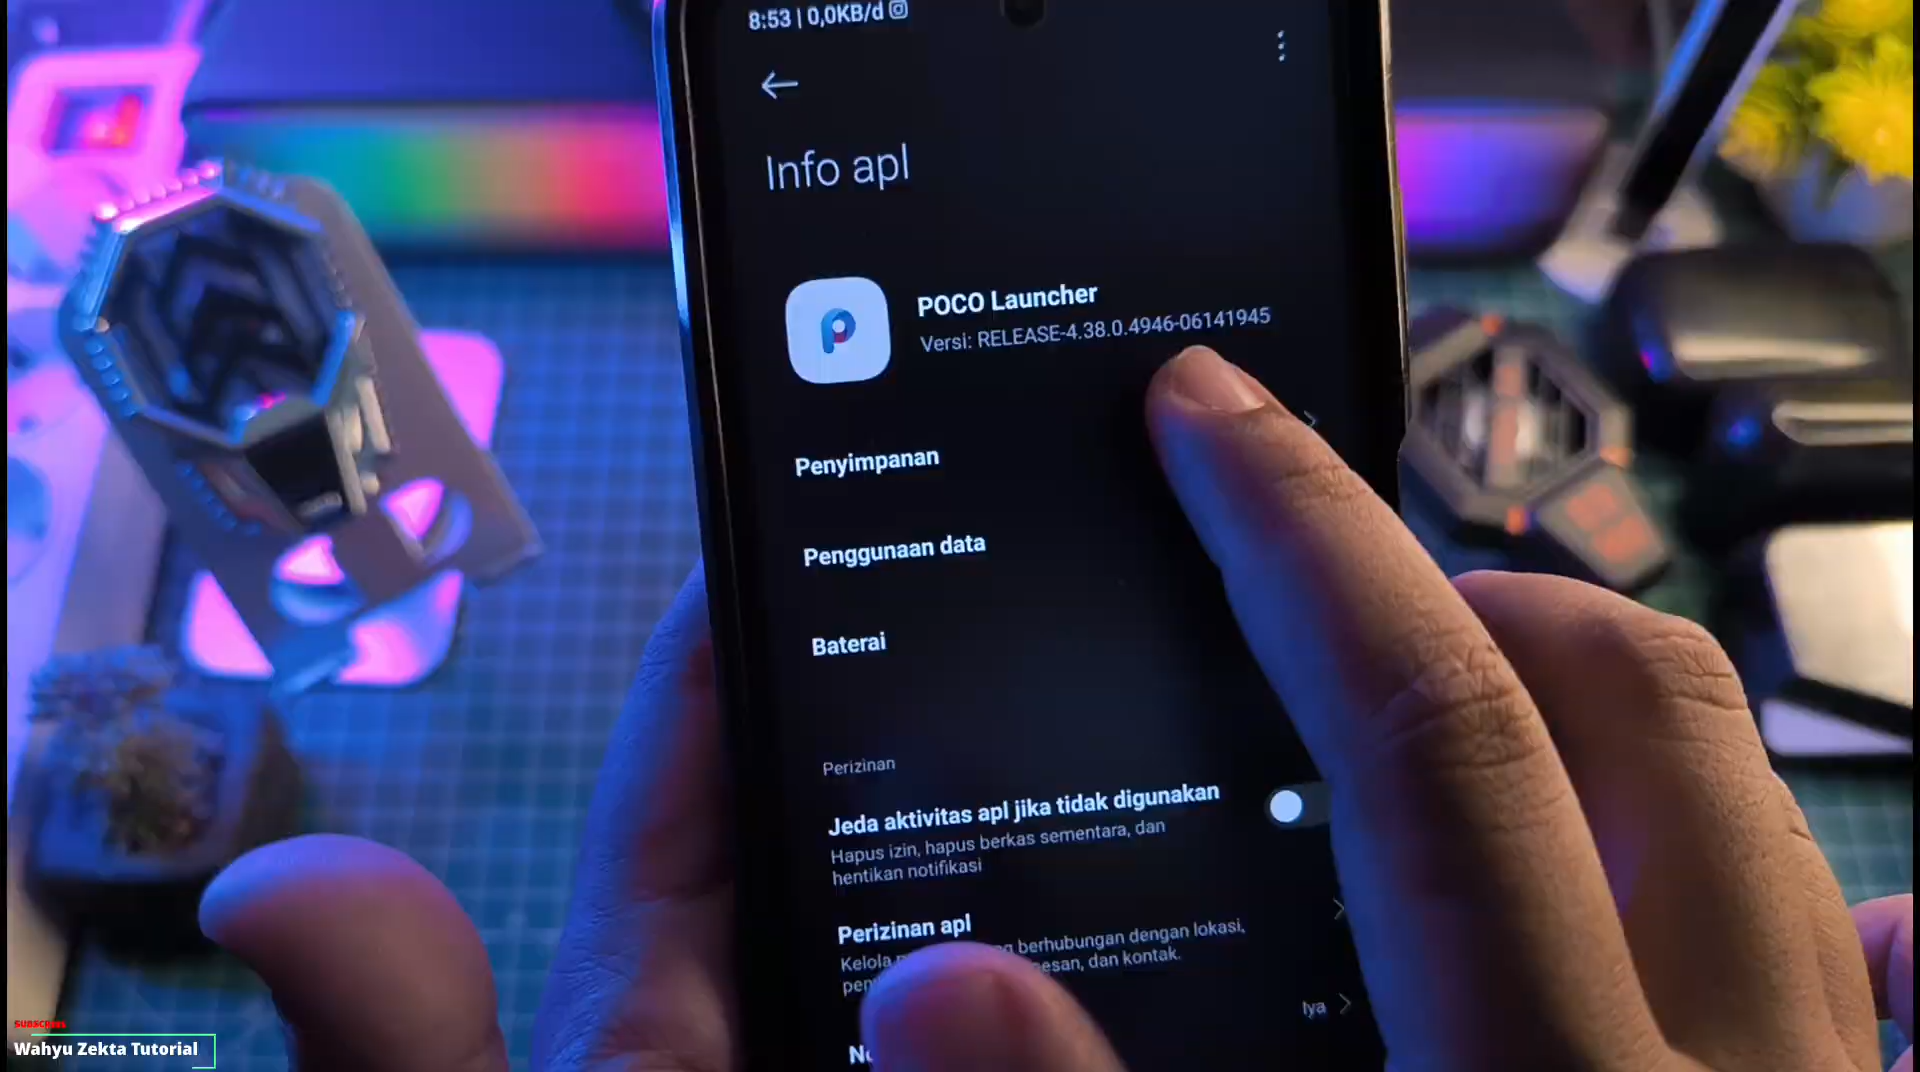 8:53 | 0,0KB/d
Info apl
POCO Launcher
Versi: RELEASE-4.38.0.4946-06141945
Penyimpanan
Penggunaan data
Baterai
Perizinan
Jeda aktivitas apl jika tidak digunakan
Hapus izin, hapus berkas sementara, dan
hentikan notifikasi
Perizinan apl
Kelola berhubungan dengan lokasi,
dan kontak.
Iya
SUBSCRIBE
Wahyu Zekta Tutorial